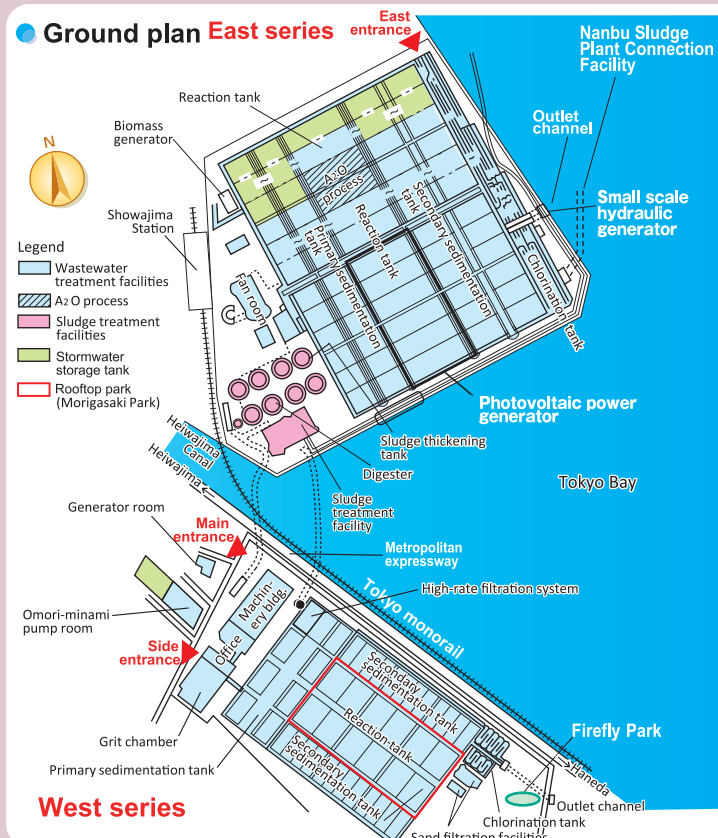 Ground plan East series
East
entrance
Nanbu Sludge
Plant Connection
Facility
Reaction tank
Outlet
channel
Biomass
generator
N
A2O
process
Small scale
hydraulic
generator
Showajima
Station
Primary sedimentation
tank
Reaction tank
Secondary sedimentation
tank
Chlorination tank
Legend
Wastewater
treatment facilities
A2O process
Sludge treatment
facilities
Stormwater
storage tank
Rooftop park
(Morigasaki Park)
Fan room
Photovoltaic power
generator
Sludge thickening
tank
Digester
Sludge
treatment
facility
Heiwajima
Canal
Heiwajima
Tokyo Bay
Generator room
Main
entrance
Metropolitan
expressway
Tokyo monorail
High-rate filtration system
Machin-
ery bldg.
Office
Omori-minami
pump room
Side
entrance
Secondary
sedimentation tank
Reaction tank
Secondary
sedimentation tank
Grit chamber
Primary sedimentation tank
Firefly Park
Haneda
Outlet channel
Chlorination tank
Sand filtration facilities
West series